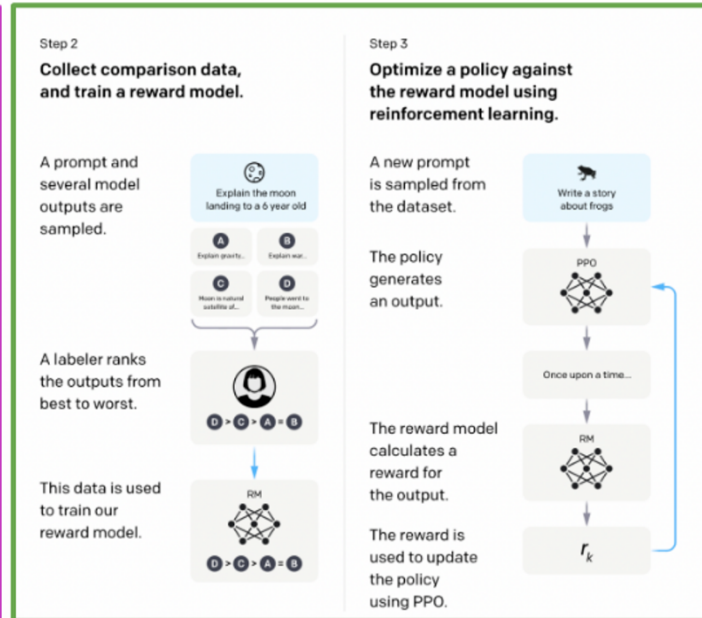 Step 2
Collect comparison data,
and train a reward model.
A prompt and
several model
outputs are
sampled.
Explain the moon
landing to a 6 year old
A
Explain gravity...
B
Explain war...
C
Moon is natural
satellite of...
D
People went to
the moon...
A labeler ranks
the outputs from
best to worst.
D > C > A = B
This data is used
to train our
reward model.
RM
D > C > A = B
Step 3
Optimize a policy against
the reward model using
reinforcement learning.
A new prompt
is sampled from
the dataset.
Write a story
about frogs
The policy
generates
an output.
PPO
Once upon a time...
The reward model
calculates a
reward for
the output.
RM
The reward is
used to update
the policy
using PPO.
rk